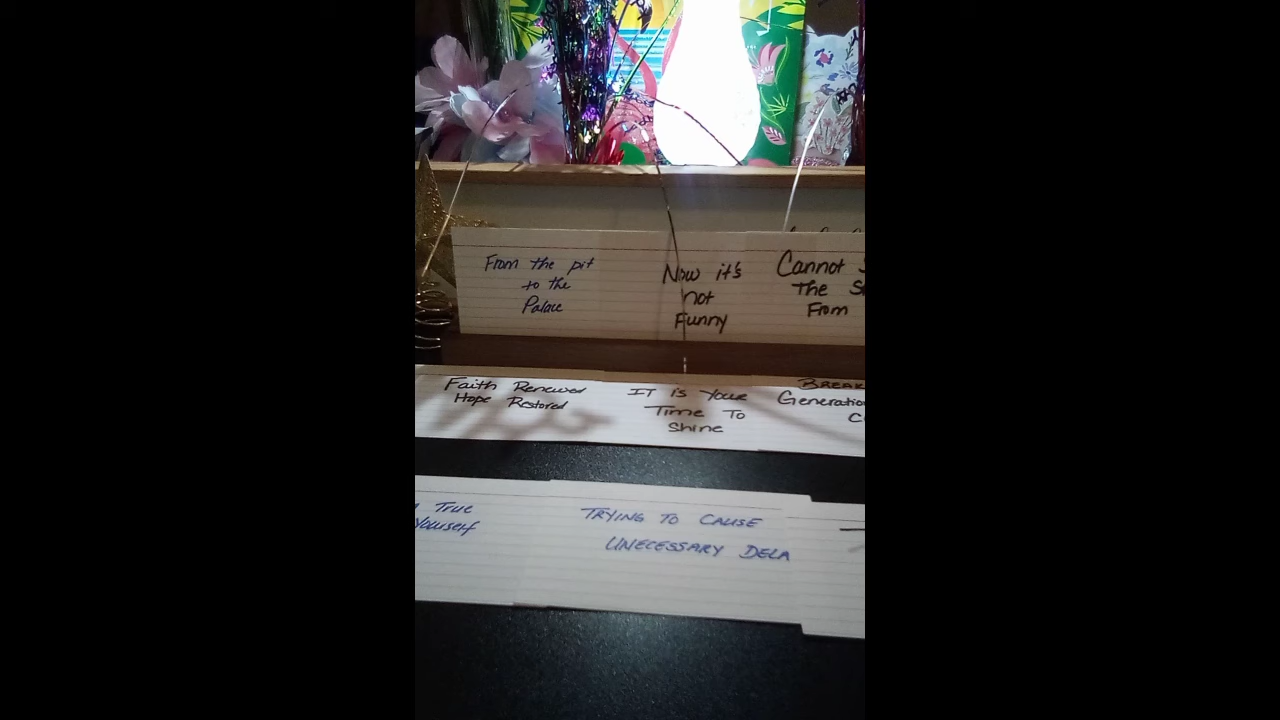 From the pit
to the
Palace
Now it's
not
Funny
Cannot
The
From
Faith Renewed
Hope Restored
IT is Your
Time To
Shine
BREAK
Generation
True
Yourself
TRYING TO CAUSE
UNECESSARY DELA